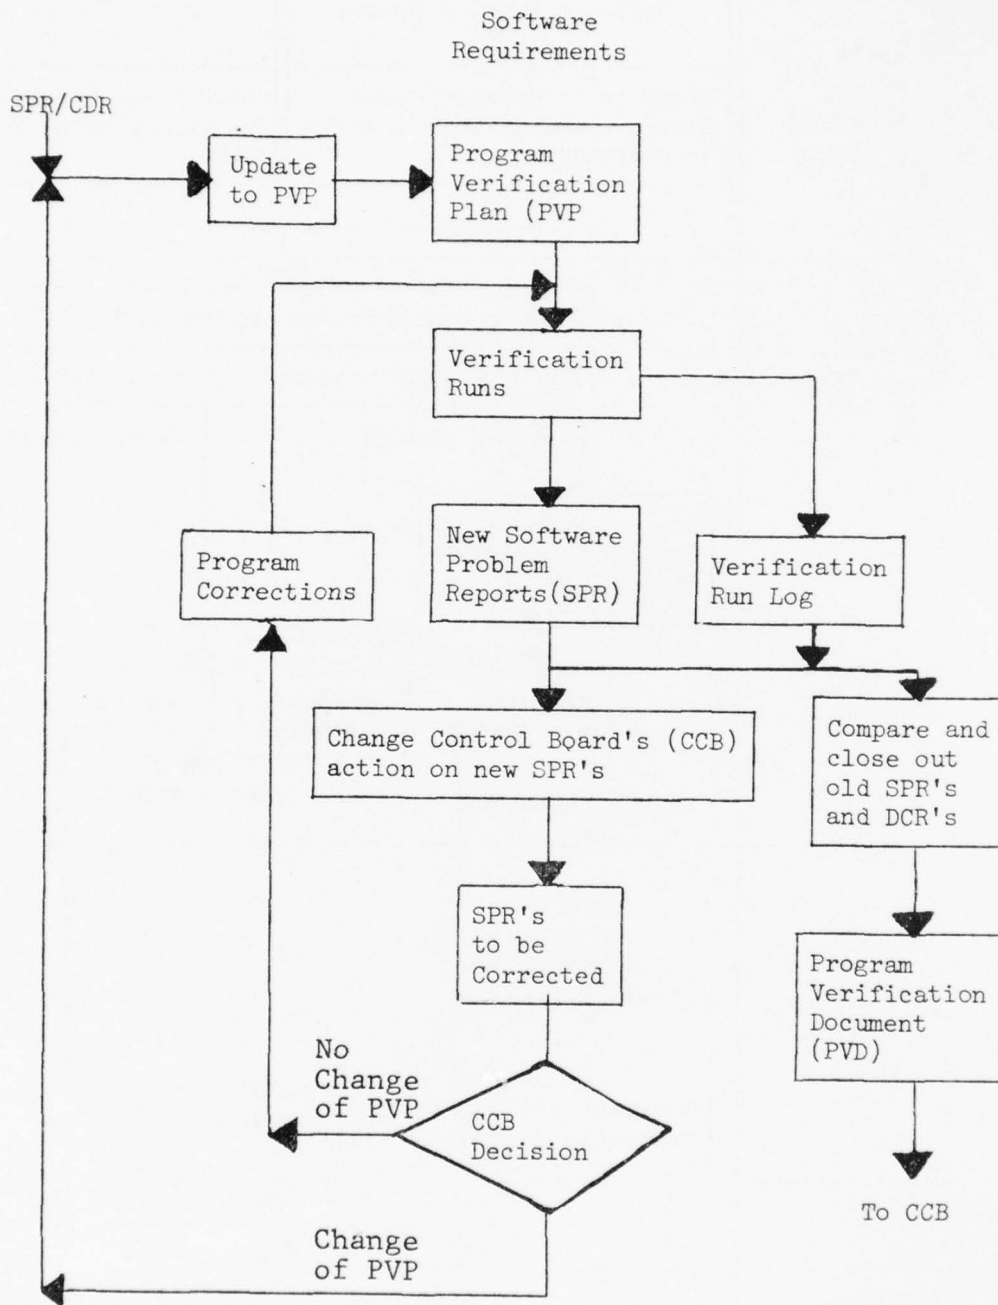 Software
Requirements
SPR/CDR
Update
to PVP
Program
Verification
Plan (PVP
Verification
Runs
Program
Corrections
New Software
Problem
Reports(SPR)
Verification
Run Log
Change Control Board's (CCB)
action on new SPR's
Compare and
close out
old SPR's
and DCR's
SPR's
to be
Corrected
Program
Verification
Document
(PVD)
No
Change
of PVP
CCB
Decision
To CCB
Change
of PVP